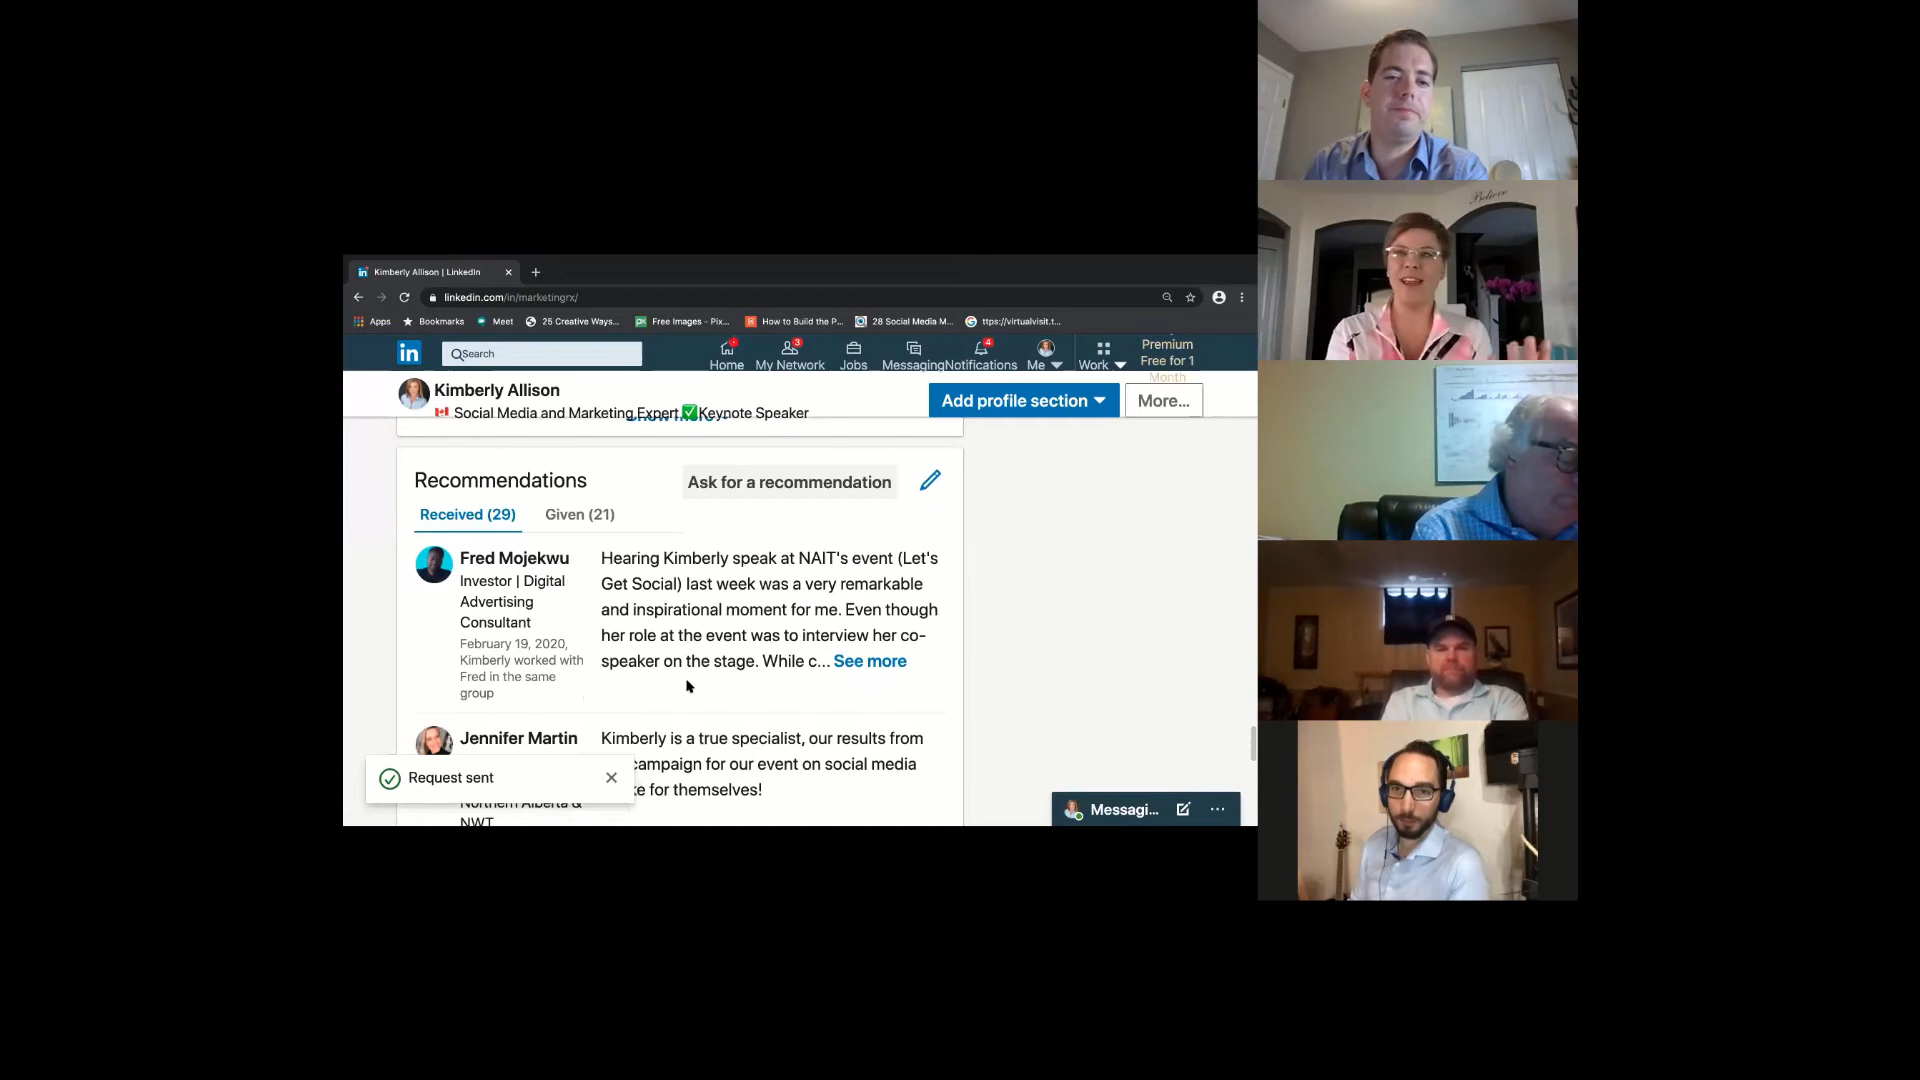 Believe
Kimberly Allison | LinkedIn
linkedin.com/in/marketingrx/
Apps Bookmarks Meet 25 Creative Ways... Free Images - Pix... How to Build the P... 28 Social Media M... ttps://virtualvisit.t...
in Search Home My Network 3 Jobs Messaging Notifications 4 Me Work
Premium
Free for 1
Month
Kimberly Allison
Social Media and Marketing Expert ✅Keynote Speaker
Add profile section More...
Recommendations
Ask for a recommendation
Received (29) Given (21)
Fred Mojekwu
Investor | Digital
Advertising
Consultant
February 19, 2020,
Kimberly worked with
Fred in the same
group
Hearing Kimberly speak at NAIT's event (Let's
Get Social) last week was a very remarkable
and inspirational moment for me. Even though
her role at the event was to interview her co-
speaker on the stage. While c... See more
Jennifer Martin
Northern Alberta &
NWT
Kimberly is a true specialist, our results from
campaign for our event on social media
ke for themselves!
Request sent
Messagi...